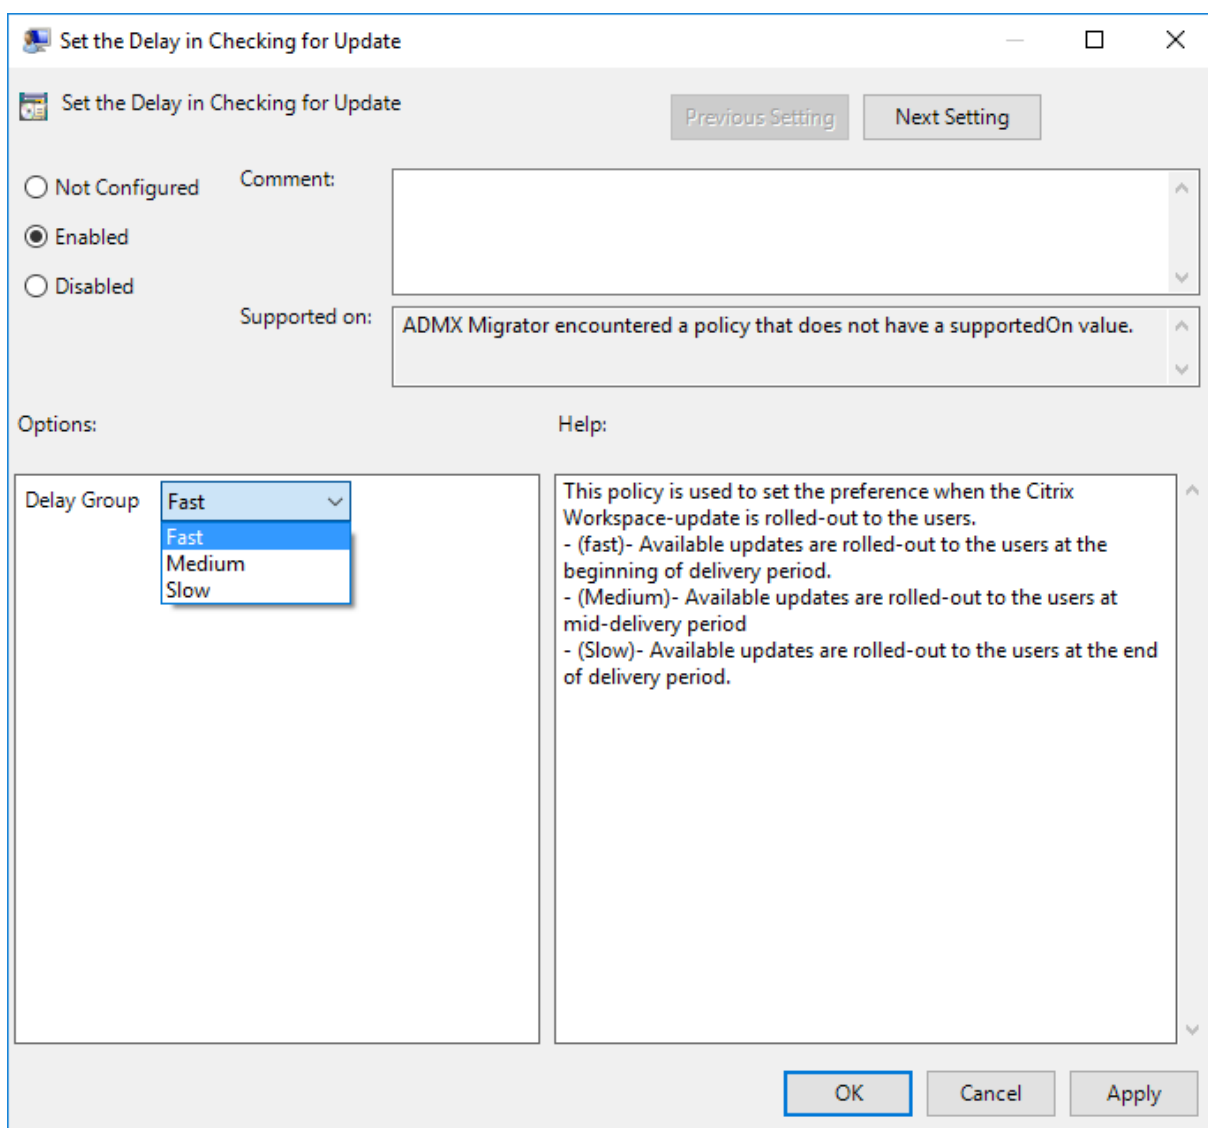 Set the Delay in Checking for Update
Set the Delay in Checking for Update
Previous Setting
Next Setting
Not Configured
Enabled
Disabled
Comment:
Supported on:
ADMX Migrator encountered a policy that does not have a supportedOn value.
Options:
Help:
Delay Group
Fast
Fast
Medium
Slow
This policy is used to set the preference when the Citrix
Workspace-update is rolled-out to the users.
- (fast)- Available updates are rolled-out to the users at the
beginning of delivery period.
- (Medium)- Available updates are rolled-out to the users at
mid-delivery period
- (Slow)- Available updates are rolled-out to the users at the end
of delivery period.
OK
Cancel
Apply